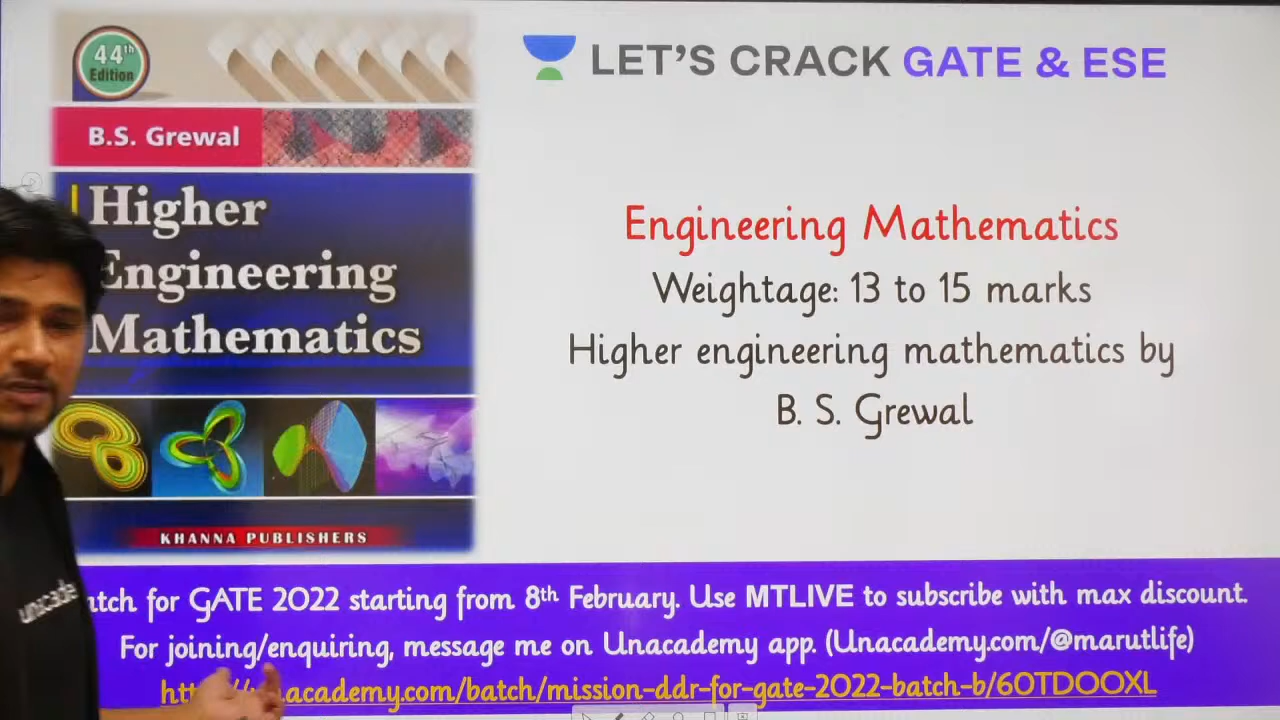 44th
Edition
B.S. Grewal
Higher
Engineering
Mathematics
KHANNA PUBLISHERS
LET'S CRACK GATE & ESE
Engineering Mathematics
Weightage: 13 to 15 marks
Higher engineering mathematics by
B. S. Grewal
for GATE 2022 starting from 8th February. Use MTLIVE to subscribe with max discount.
For joining/enquiring, message me on Unacademy app. (Unacademy.com/@marutlife)
academy.com/batch/mission-ddr-for-gate-2022-batch-b/6OTDOOXL
unacade